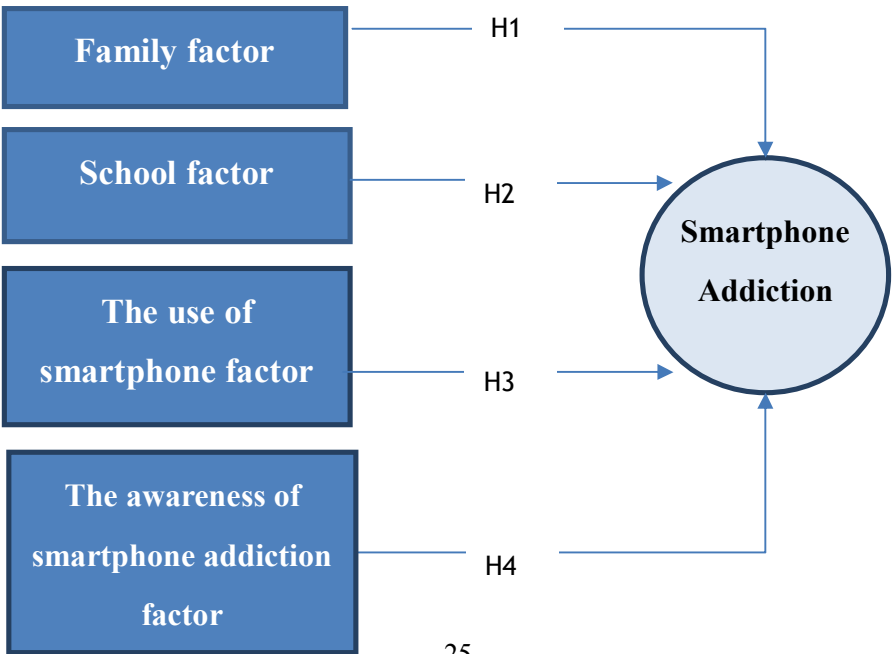 Family factor
H1
School factor
H2
Smartphone
Addiction
The use of
smartphone factor
H3
The awareness of
smartphone addiction
factor
H4
25